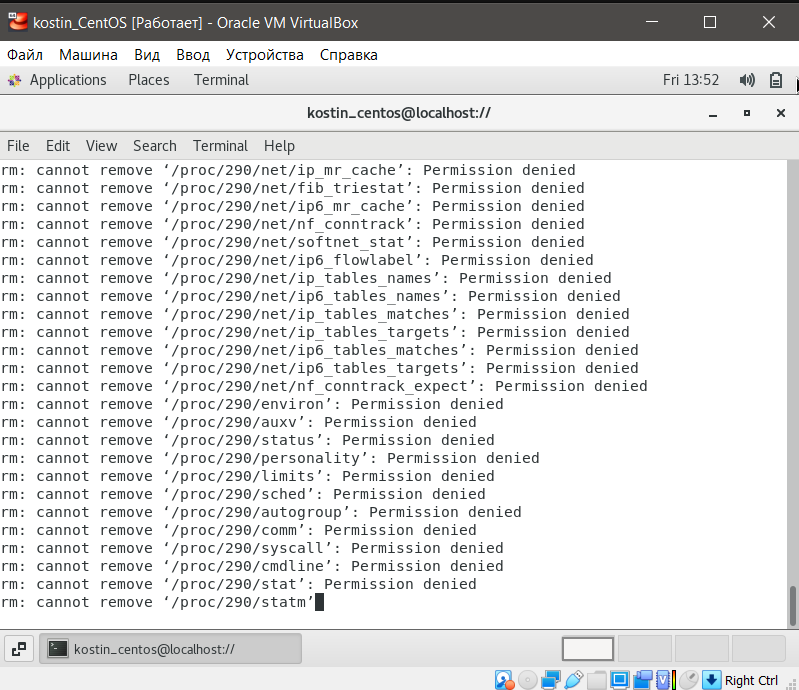 kostin_CentOS [Работает] - Oracle VM VirtualBox
Файл Машина Вид Ввод Устройства Справка
Applications Places Terminal Fri 13:52
kostin_centos@localhost://
File Edit View Search Terminal Help
rm: cannot remove ‘/proc/290/net/ip_mr_cache’: Permission denied
rm: cannot remove ‘/proc/290/net/fib_triestat’: Permission denied
rm: cannot remove ‘/proc/290/net/ip6_mr_cache’: Permission denied
rm: cannot remove ‘/proc/290/net/nf_conntrack’: Permission denied
rm: cannot remove ‘/proc/290/net/softnet_stat’: Permission denied
rm: cannot remove ‘/proc/290/net/ip6_flowlabel’: Permission denied
rm: cannot remove ‘/proc/290/net/ip_tables_names’: Permission denied
rm: cannot remove ‘/proc/290/net/ip6_tables_names’: Permission denied
rm: cannot remove ‘/proc/290/net/ip_tables_matches’: Permission denied
rm: cannot remove ‘/proc/290/net/ip_tables_targets’: Permission denied
rm: cannot remove ‘/proc/290/net/ip6_tables_matches’: Permission denied
rm: cannot remove ‘/proc/290/net/ip6_tables_targets’: Permission denied
rm: cannot remove ‘/proc/290/net/nf_conntrack_expect’: Permission denied
rm: cannot remove ‘/proc/290/environ’: Permission denied
rm: cannot remove ‘/proc/290/auxv’: Permission denied
rm: cannot remove ‘/proc/290/status’: Permission denied
rm: cannot remove ‘/proc/290/personality’: Permission denied
rm: cannot remove ‘/proc/290/limits’: Permission denied
rm: cannot remove ‘/proc/290/sched’: Permission denied
rm: cannot remove ‘/proc/290/autogroup’: Permission denied
rm: cannot remove ‘/proc/290/comm’: Permission denied
rm: cannot remove ‘/proc/290/syscall’: Permission denied
rm: cannot remove ‘/proc/290/cmdline’: Permission denied
rm: cannot remove ‘/proc/290/stat’: Permission denied
rm: cannot remove ‘/proc/290/statm’
kostin_centos@localhost://
Right Ctrl